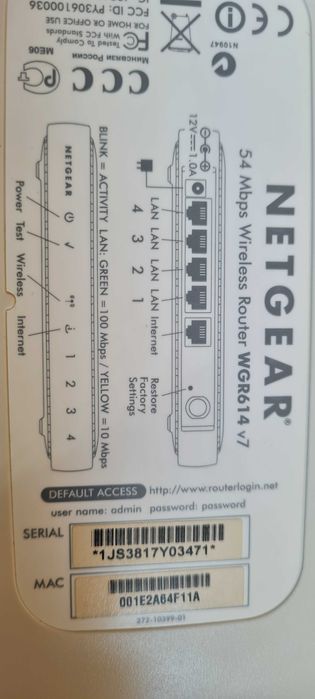 NETGEAR®
54 Mbps Wireless Router WGR614 v7
12V⎓1.0A
LAN LAN LAN LAN Internet
4 3 2 1
Restore
Factory
Settings
NETGEAR
Power Test Wireless Internet
1 2 3 4
BLINK = ACTIVITY LAN: GREEN = 100 Mbps / YELLOW = 10 Mbps
DEFAULT ACCESS http://www.routerlogin.net
user name: admin password: password
SERIAL
*1JS3817Y03471*
MAC
001E2A64F11A
272-10399-01
N10947
CE
FCC ID: PY306100036
FOR HOME OR OFFICE USE
Tested To Comply
With FCC Standards
FC
Минсвязи России
ME06
CCC